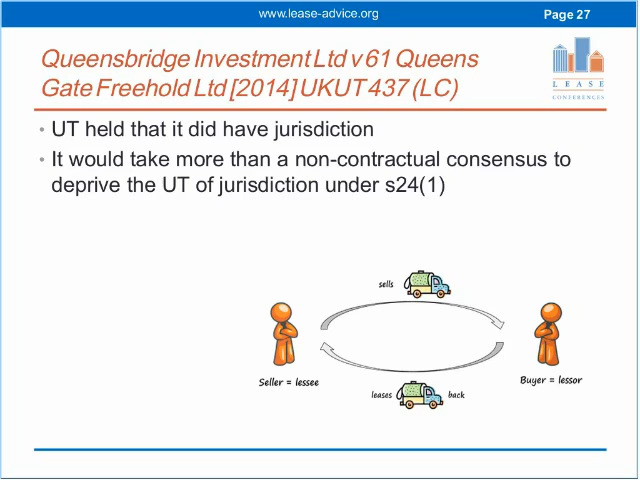 www.lease-advice.org
Page 27
Queensbridge Investment Ltd v 61 Queens
Gate Freehold Ltd [2014] UKUT 437 (LC)
LEASE
CONFERENCES
• UT held that it did have jurisdiction
• It would take more than a non-contractual consensus to
deprive the UT of jurisdiction under s24(1)
sells
Seller = lessee
Buyer = lessor
leases back